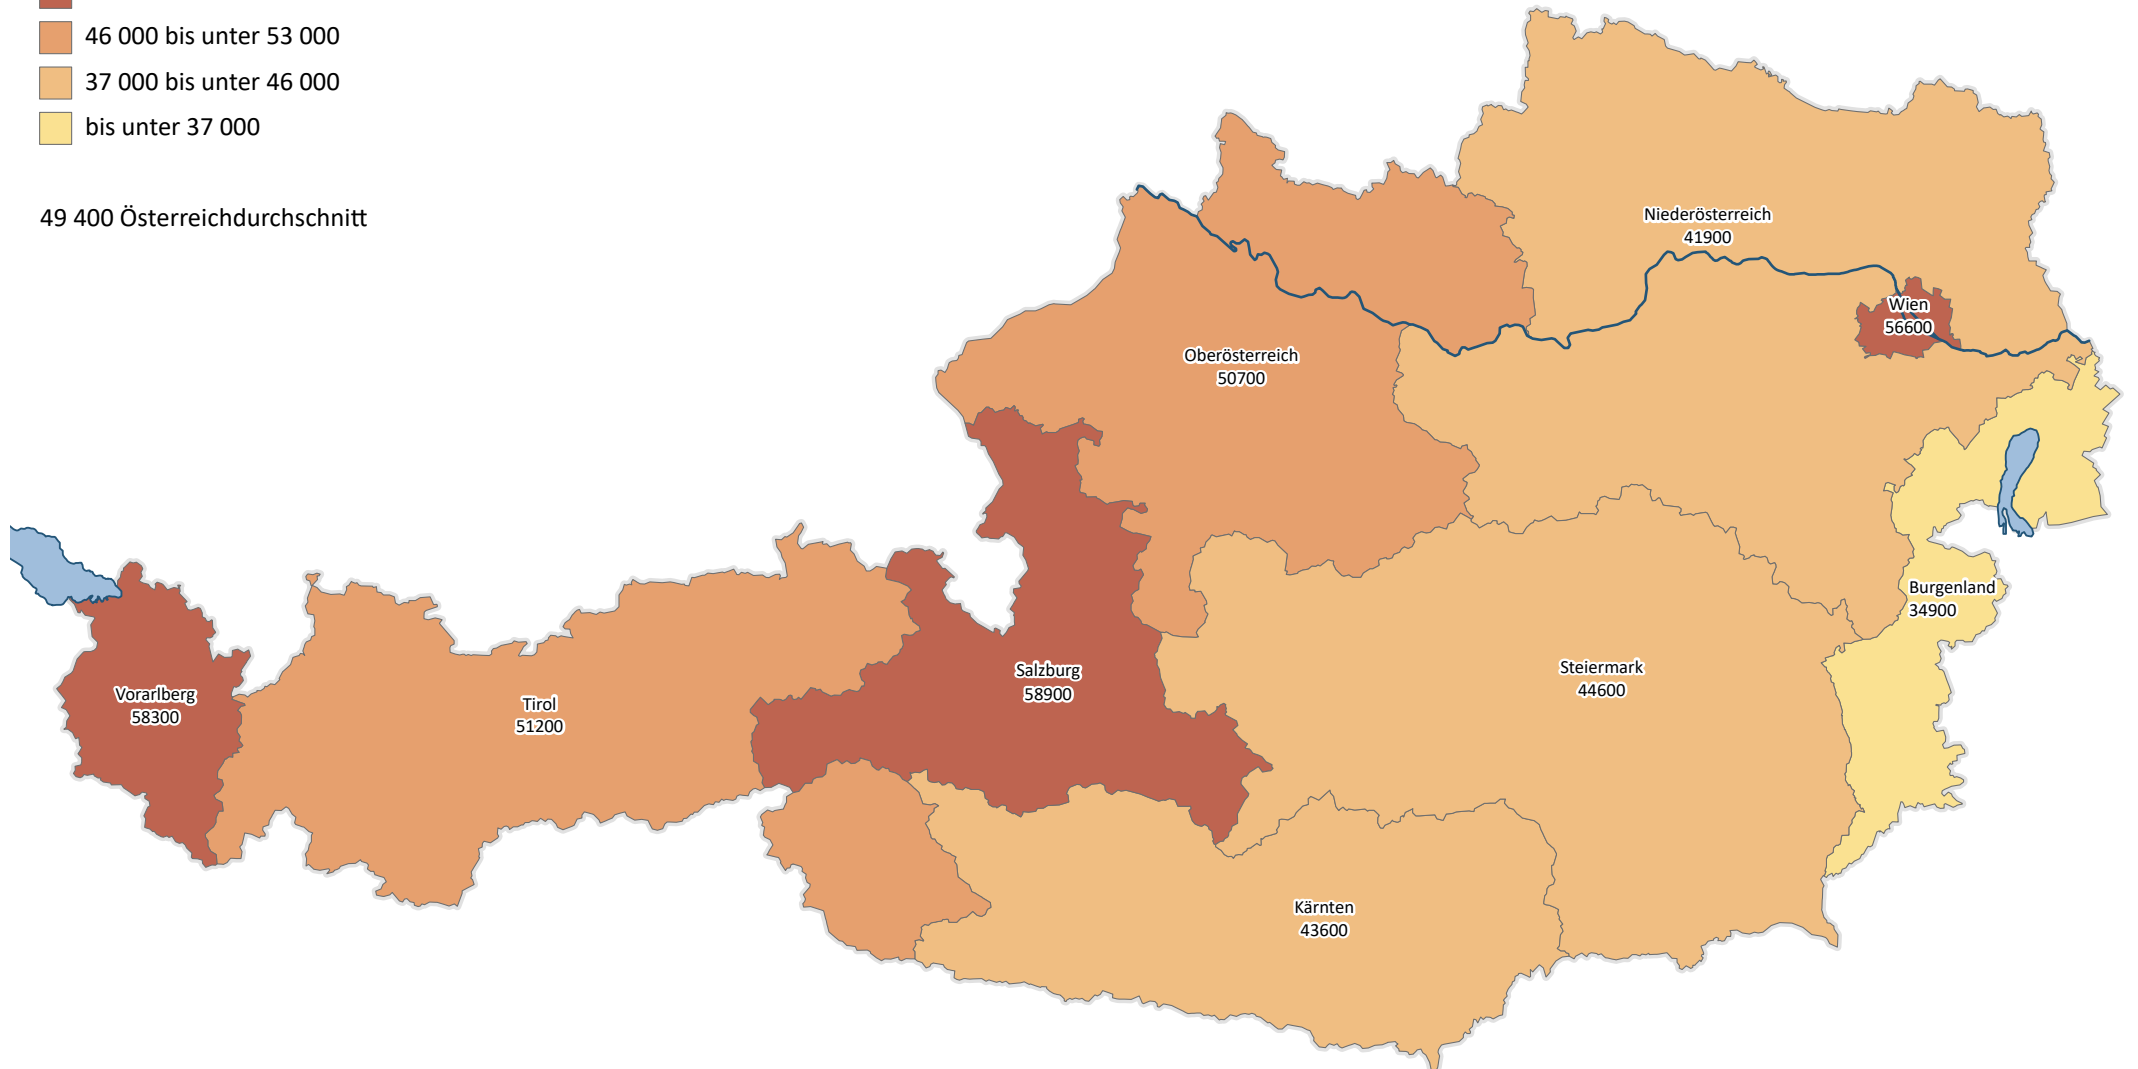 46 000 bis unter 53 000
37 000 bis unter 46 000
bis unter 37 000
49 400 Österreichdurchschnitt
Niederösterreich
41900
Wien
56600
Oberösterreich
50700
Burgenland
34900
Salzburg
58900
Steiermark
44600
Vorarlberg
58300
Tirol
51200
Kärnten
43600